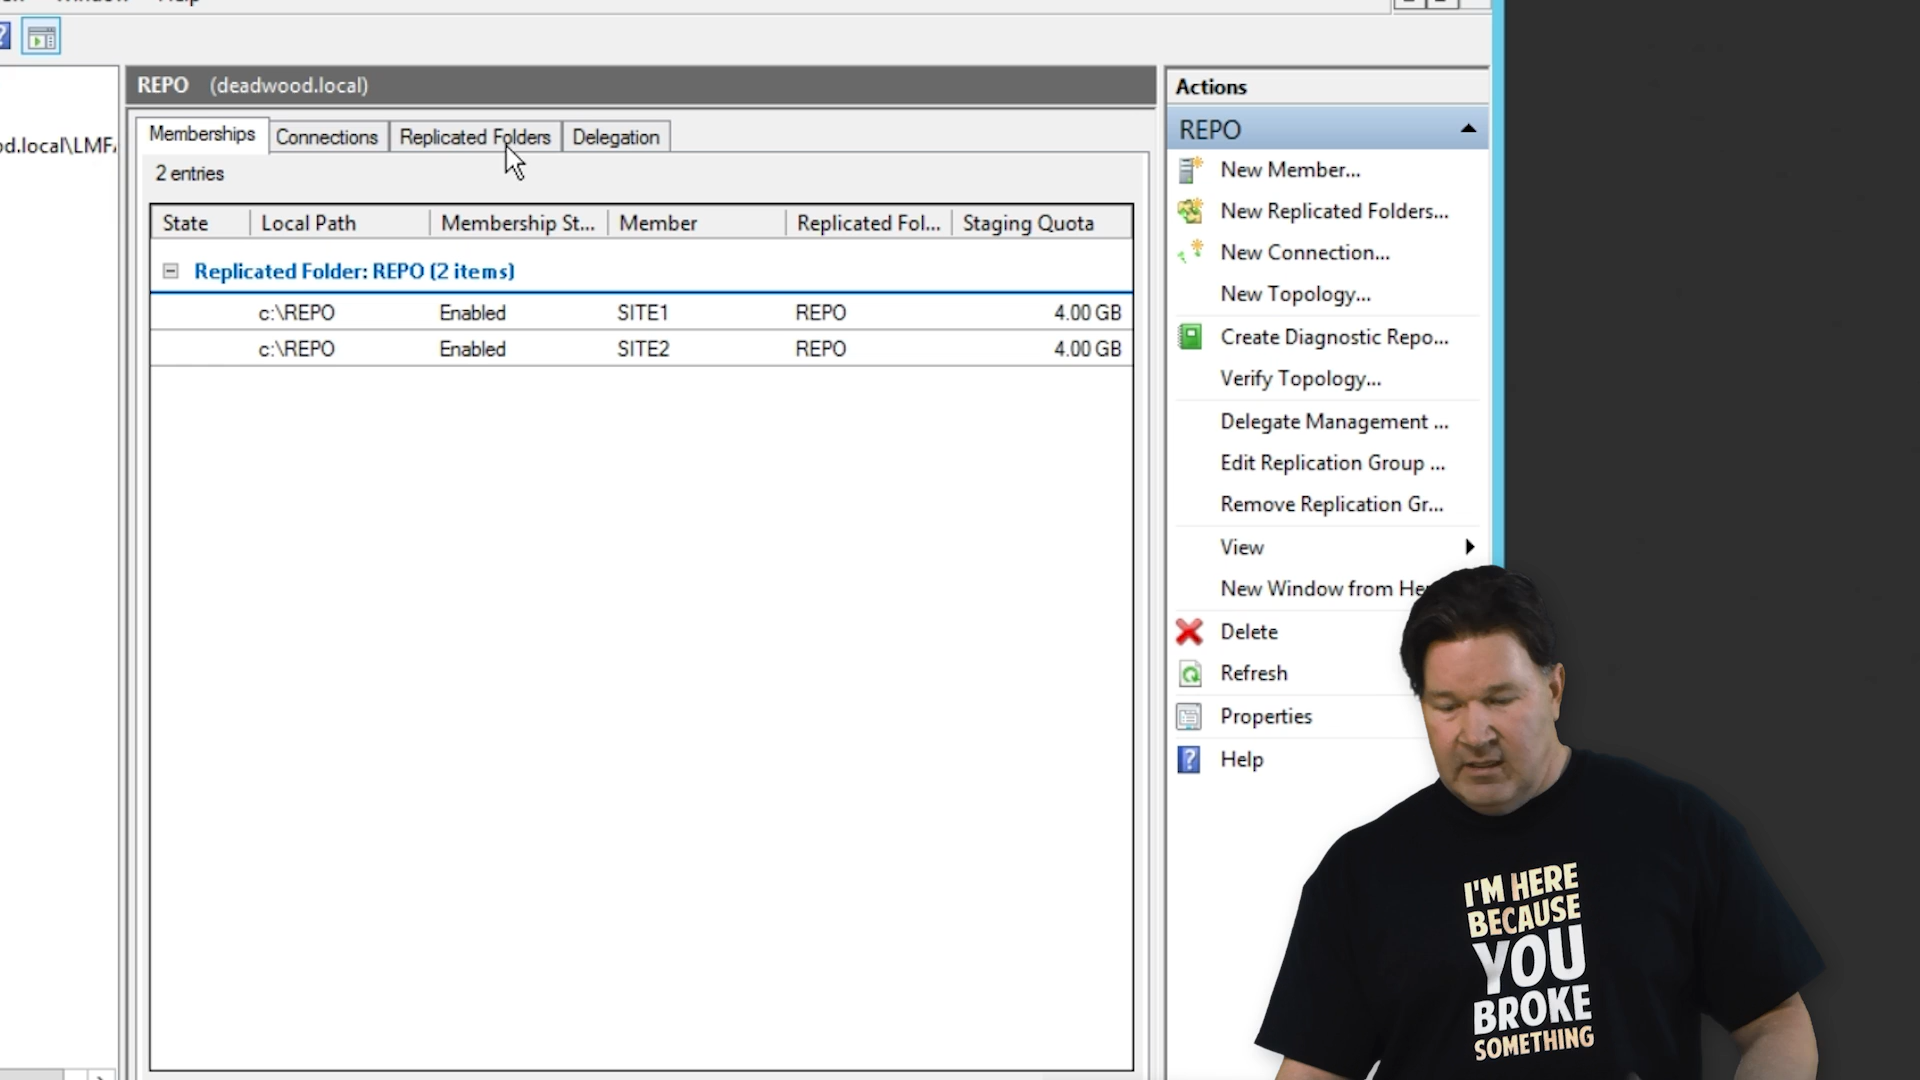 Help
REPO (deadwood.local)
Memberships Connections Replicated Folders Delegation
2 entries
State Local Path Membership St... Member Replicated Fol... Staging Quota
Replicated Folder: REPO (2 items)
c:\REPO Enabled SITE1 REPO 4.00 GB
c:\REPO Enabled SITE2 REPO 4.00 GB
od.local\LMF
Actions
REPO
New Member...
New Replicated Folders...
New Connection...
New Topology...
Create Diagnostic Repo...
Verify Topology...
Delegate Management ...
Edit Replication Group ...
Remove Replication Gr...
View
New Window from He
Delete
Refresh
Properties
Help
I'M HERE
BECAUSE
YOU
BROKE
SOMETHING